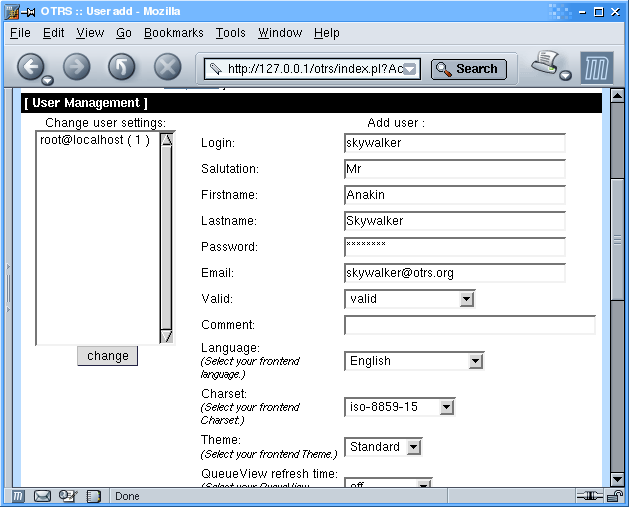 OTRS :: User add - Mozilla
File Edit View Go Bookmarks Tools Window Help
http://127.0.0.1/otrs/index.pl?Ac
Search
[ User Management ]
Change user settings:
root@localhost ( 1 )
change
Add user :
Login: skywalker
Salutation: Mr
Firstname: Anakin
Lastname: Skywalker
Password: ********
Email: skywalker@otrs.org
Valid: valid
Comment:
Language: English
(Select your frontend
language.)
Charset: iso-8859-15
(Select your frontend
Charset.)
Theme: Standard
(Select your frontend Theme.)
QueueView refresh time: off
(Select your QueueView
Done